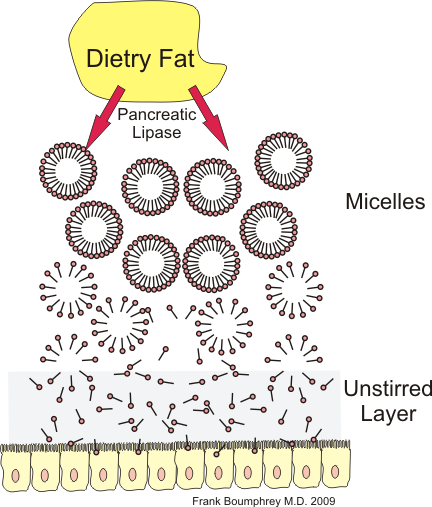 Dietry Fat
Pancreatic
Lipase
Micelles
Unstirred
Layer
Frank Boumphrey M.D. 2009